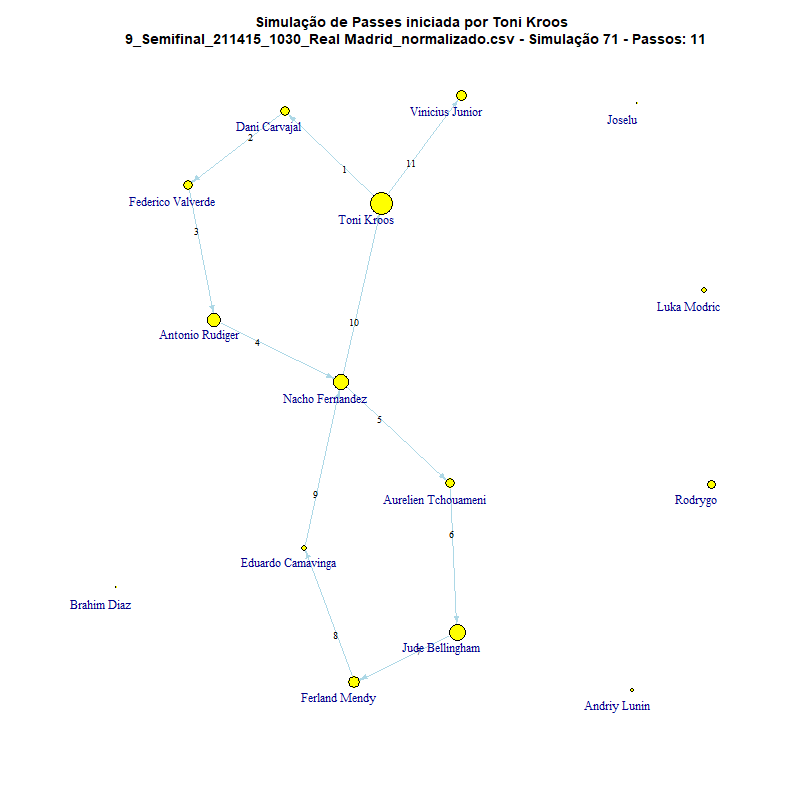 Simulação de Passes iniciada por Toni Kroos
9_Semifinal_211415_1030_Real Madrid_normalizado.csv - Simulação 71 - Passos: 11
Vinicius Junior
Joselu
Dani Carvajal
2
11
1
Federico Valverde
Toni Kroos
3
Luka Modric
10
Antonio Rudiger
4
Nacho Fernandez
5
Aurelien Tchouameni
Rodrygo
9
6
Eduardo Camavinga
Brahim Diaz
8
Jude Bellingham
Ferland Mendy
Andriy Lunin